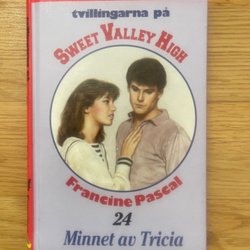 tvillingarna på
SWEET VALLEY HIGH
Francine Pascal
24
Minnet av Tricia